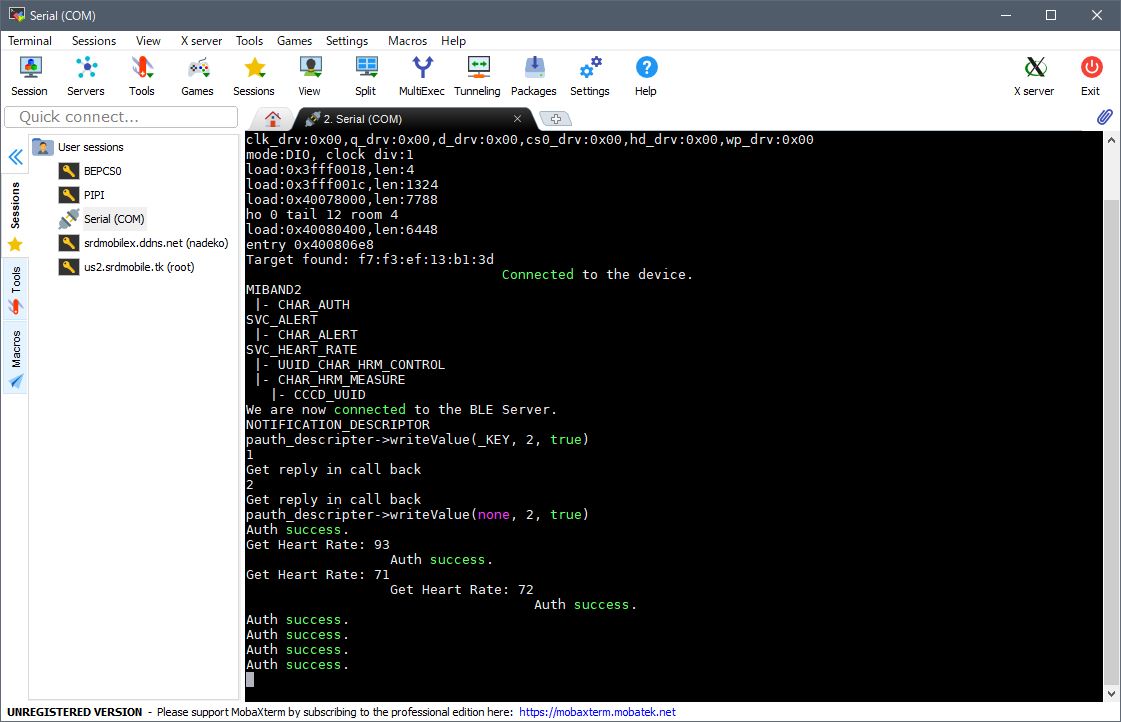 Serial (COM)
Terminal Sessions View X server Tools Games Settings Macros Help
Session Servers Tools Games Sessions View Split MultiExec Tunneling Packages Settings Help X server Exit
Quick connect...
2. Serial (COM)
Sessions
Tools
Macros
User sessions
BEPCS0
PIPI
Serial (COM)
srdmobilex.ddns.net (nadeko)
us2.srdmobile.tk (root)
clk_drv:0x00,q_drv:0x00,d_drv:0x00,cs0_drv:0x00,hd_drv:0x00,wp_drv:0x00
mode:DIO, clock div:1
load:0x3fff0018,len:4
load:0x3fff001c,len:1324
load:0x40078000,len:7788
ho 0 tail 12 room 4
load:0x40080400,len:6448
entry 0x400806e8
Target found: f7:f3:ef:13:b1:3d
Connected to the device.
MIBAND2
|- CHAR_AUTH
SVC_ALERT
|- CHAR_ALERT
SVC_HEART_RATE
|- UUID_CHAR_HRM_CONTROL
|- CHAR_HRM_MEASURE
|- CCCD_UUID
We are now connected to the BLE Server.
NOTIFICATION_DESCRIPTOR
pauth_descripter->writeValue(_KEY, 2, true)
1
Get reply in call back
2
Get reply in call back
pauth_descripter->writeValue(none, 2, true)
Auth success.
Get Heart Rate: 93
Auth success.
Get Heart Rate: 71
Get Heart Rate: 72
Auth success.
Auth success.
Auth success.
Auth success.
Auth success.
UNREGISTERED VERSION - Please support MobaXterm by subscribing to the professional edition here: https://mobaxterm.mobatek.net